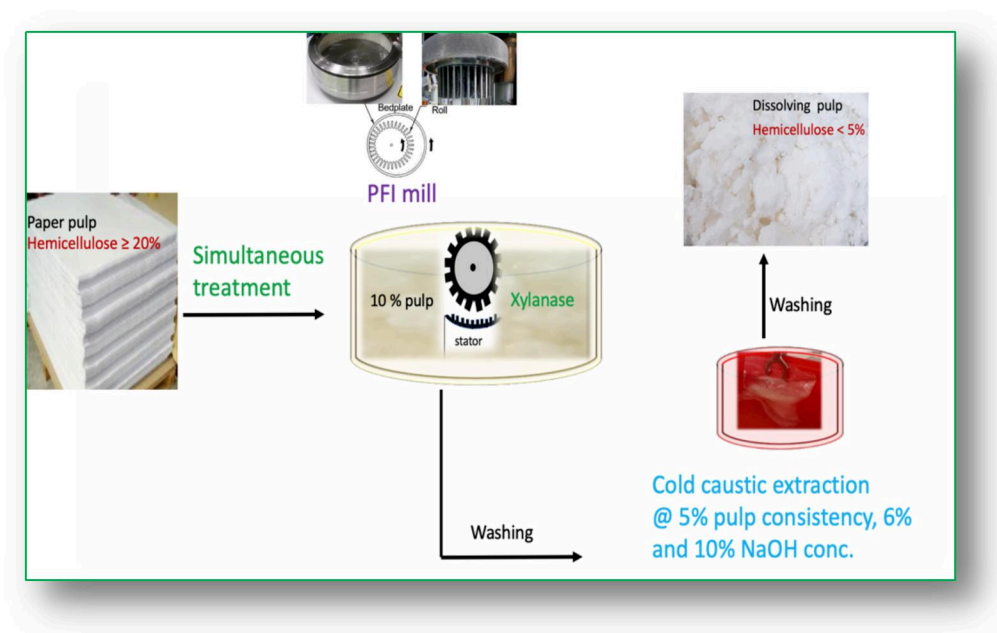 Bedplate
Roll
PFI mill
Paper pulp
Hemicellulose ≥ 20%
Simultaneous
treatment
10 % pulp
Xylanase
stator
Washing
Cold caustic extraction
@ 5% pulp consistency, 6%
and 10% NaOH conc.
Washing
Dissolving pulp
Hemicellulose < 5%